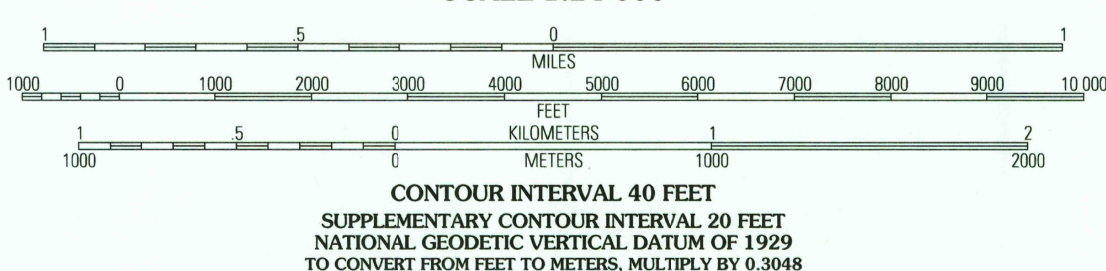 1 .5 0 1
MILES
1000 0 1000 2000 3000 4000 5000 6000 7000 8000 9000 10 000
FEET
1 .5 0 KILOMETERS 1 2
1000 0 METERS 1000 2000
CONTOUR INTERVAL 40 FEET
SUPPLEMENTARY CONTOUR INTERVAL 20 FEET
NATIONAL GEODETIC VERTICAL DATUM OF 1929
TO CONVERT FROM FEET TO METERS, MULTIPLY BY 0.3048